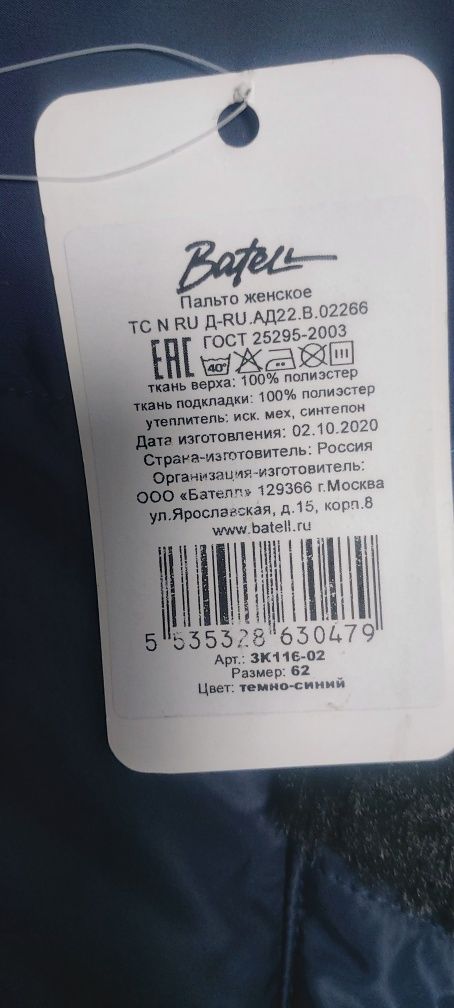 Batell
Пальто женское
ТС N RU Д-RU.АД22.В.02266
ГОСТ 25295-2003
EAC
40°
ткань верха: 100% полиэстер
ткань подкладки: 100% полиэстер
утеплитель: иск. мех, синтепон
Дата изготовления: 02.10.2020
Страна-изготовитель: Россия
Организация-изготовитель:
ООО «Бателл» 129366 г.Москва
ул.Ярославская, д.15, корп.8
www.batell.ru
5 535328 630479
Арт.: 3К116-02
Размер: 62
Цвет: темно-синий